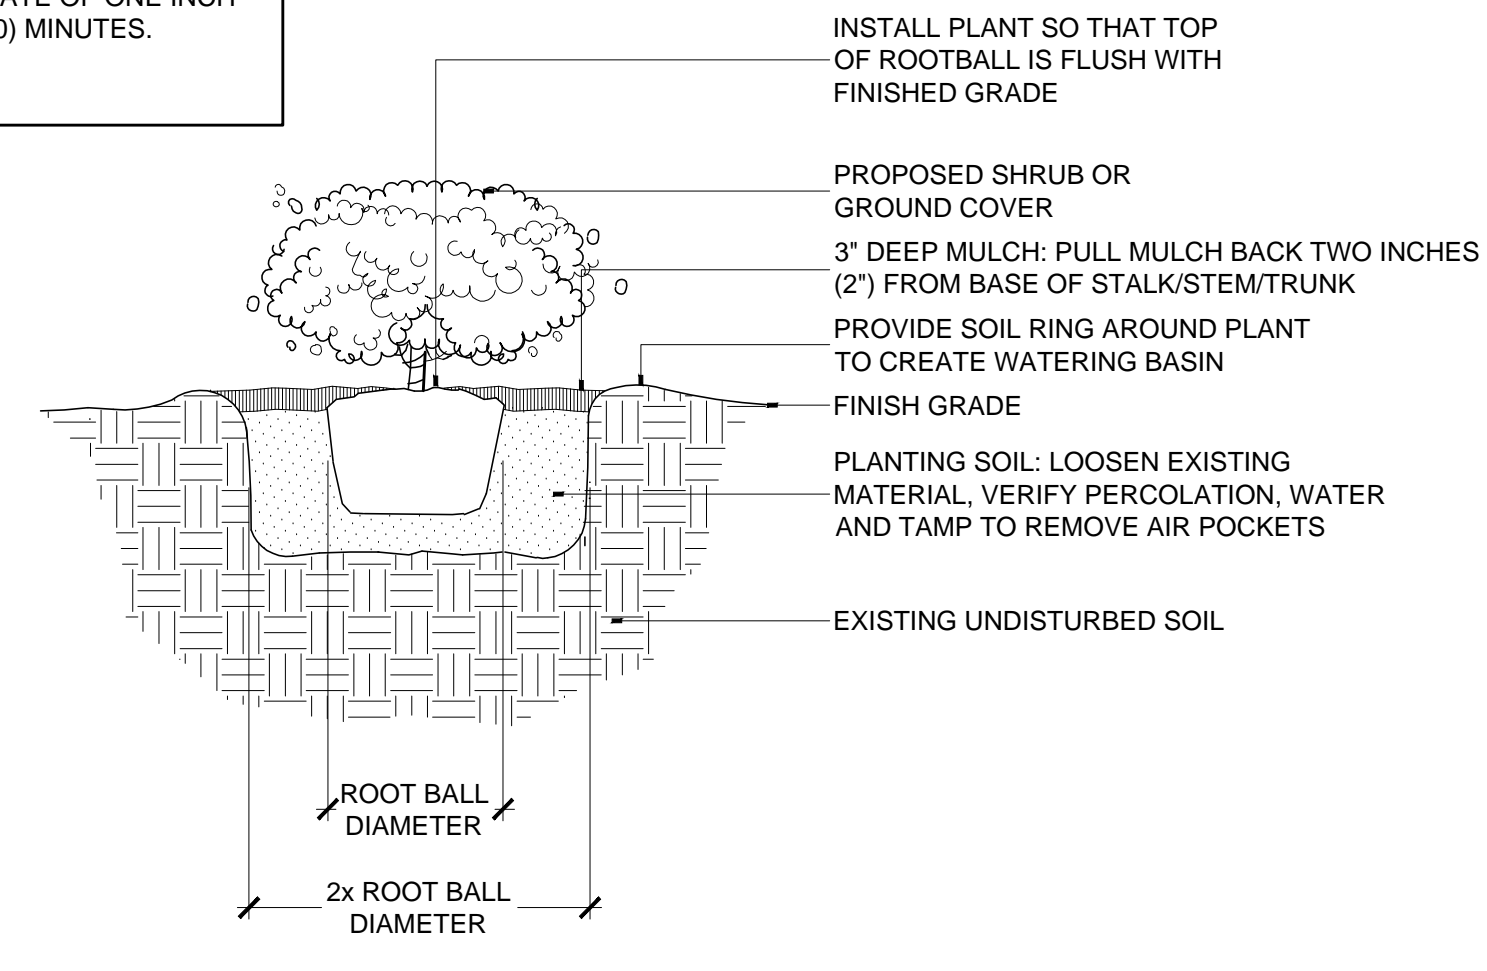 OF ONE INCH
MINUTES.
INSTALL PLANT SO THAT TOP
OF ROOTBALL IS FLUSH WITH
FINISHED GRADE
PROPOSED SHRUB OR
GROUND COVER
3" DEEP MULCH: PULL MULCH BACK TWO INCHES
(2") FROM BASE OF STALK/STEM/TRUNK
PROVIDE SOIL RING AROUND PLANT
TO CREATE WATERING BASIN
FINISH GRADE
PLANTING SOIL: LOOSEN EXISTING
MATERIAL, VERIFY PERCOLATION, WATER
AND TAMP TO REMOVE AIR POCKETS
EXISTING UNDISTURBED SOIL
ROOT BALL
DIAMETER
2x ROOT BALL
DIAMETER